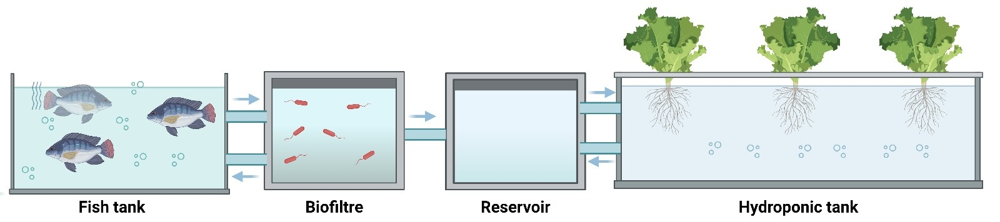 Fish tank
Biofiltre
Reservoir
Hydroponic tank